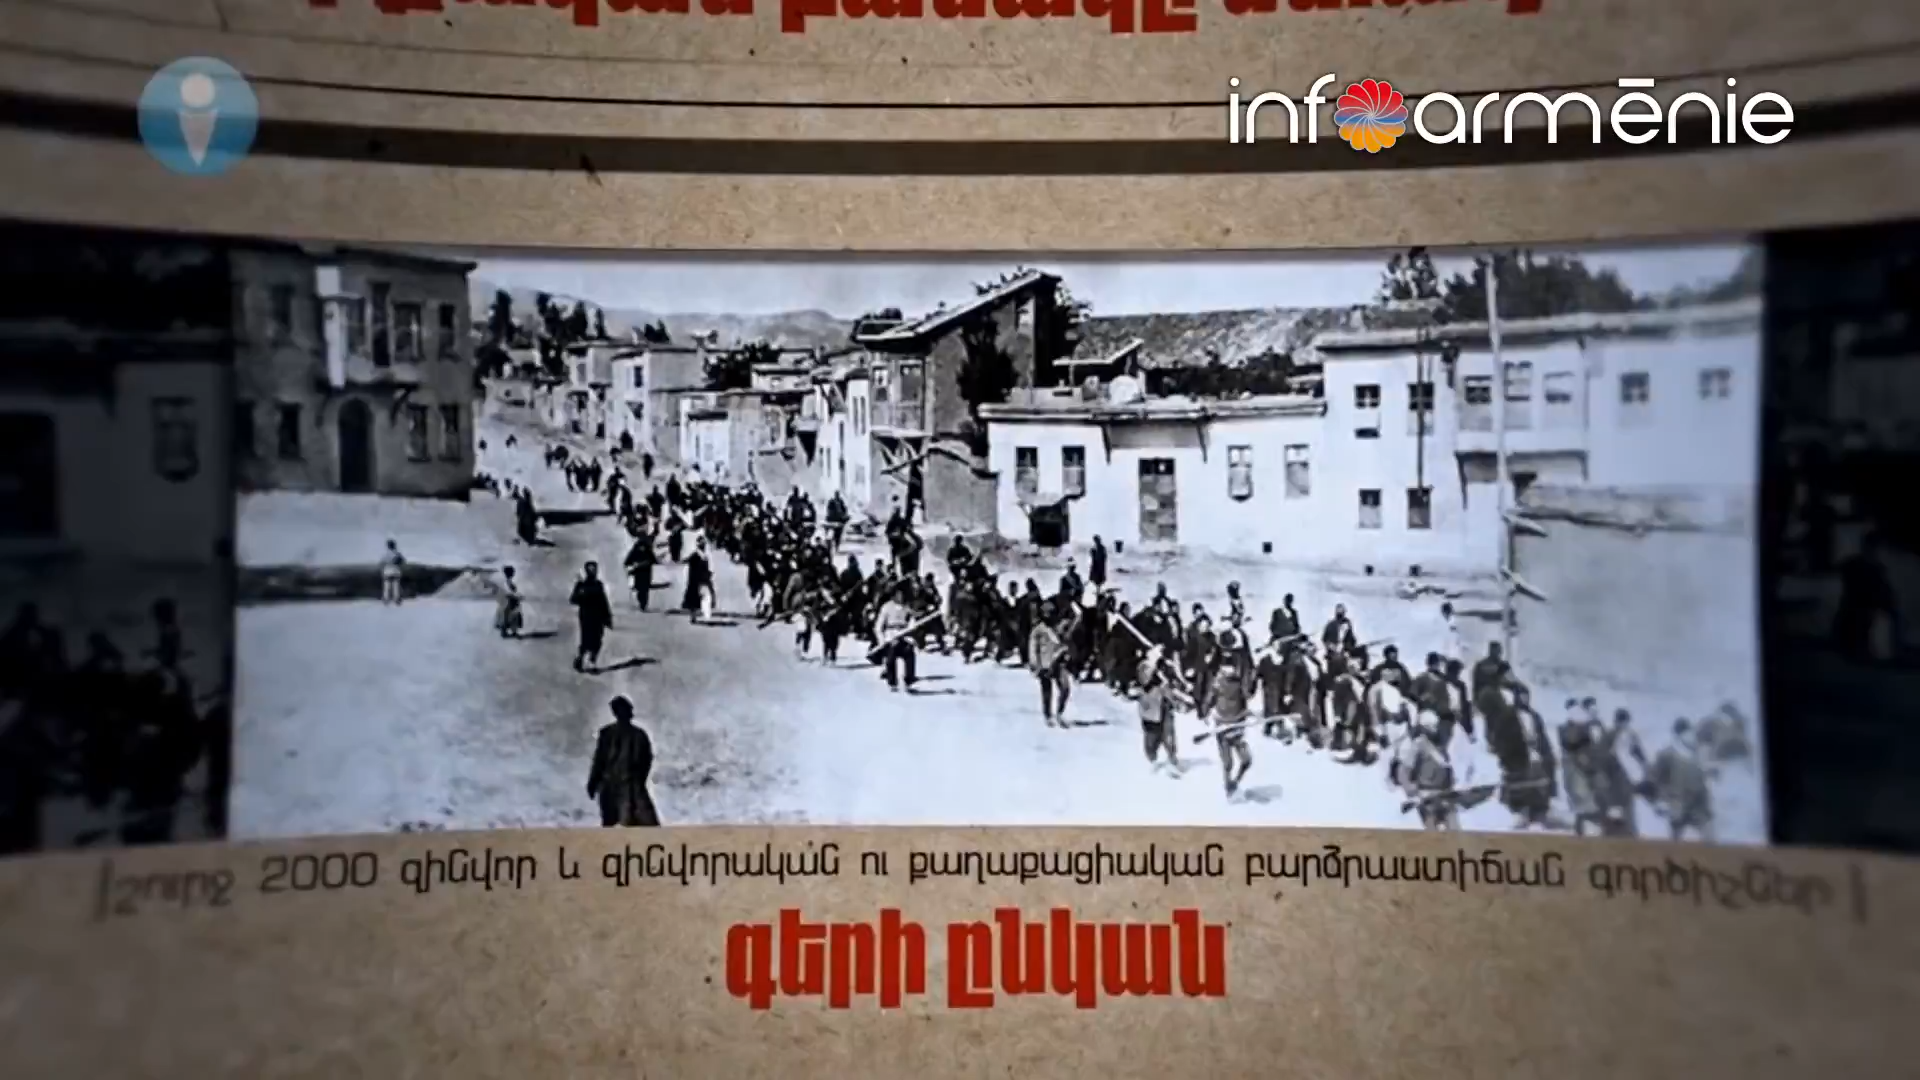 infoarmēnie
շուրջ 2000 զինվոր և զինվորական ու քաղաքացիական բարձրաստիճան գործիչներ
գերի ընկան